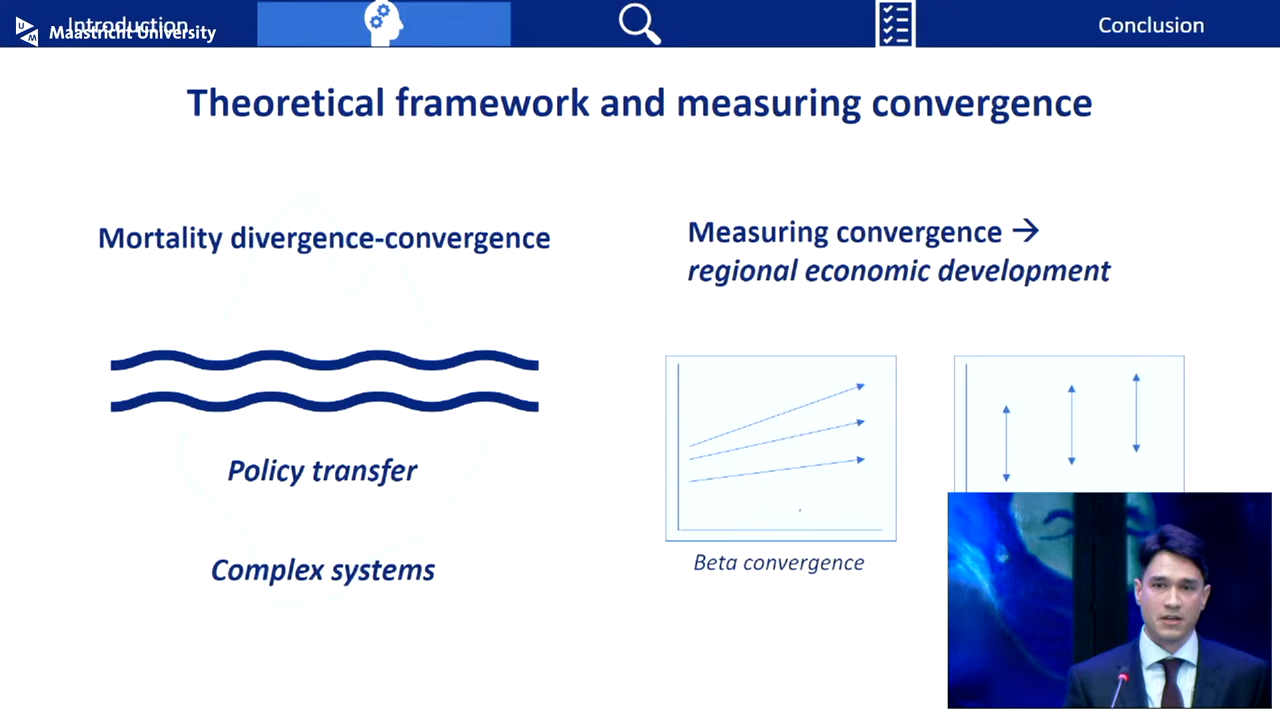 Introduction
Maastricht University
UM
Conclusion
Theoretical framework and measuring convergence
Mortality divergence-convergence
Policy transfer
Complex systems
Measuring convergence →
regional economic development
Beta convergence